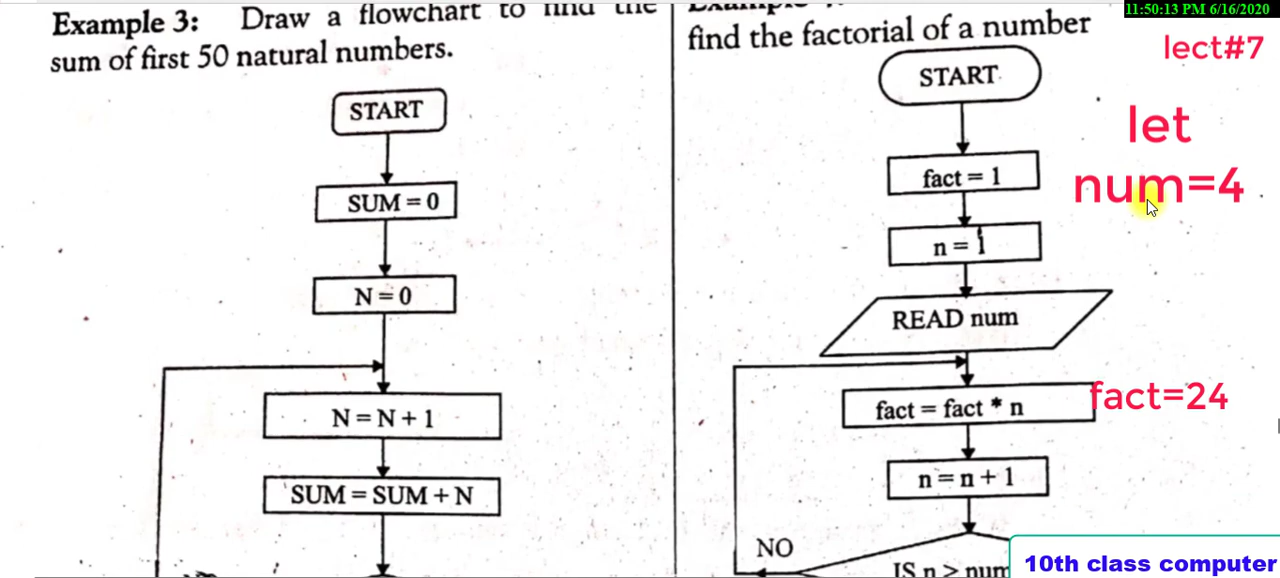 Example 3: Draw a flowchart to find the
sum of first 50 natural numbers.
START
SUM = 0
N = 0
N = N + 1
SUM = SUM + N
find the factorial of a number
START
fact = 1
n = 1
READ num
fact = fact * n
n = n + 1
NO
IS n > num
11:50:13 PM 6/16/2020
lect#7
let
num=4
fact=24
10th class computer